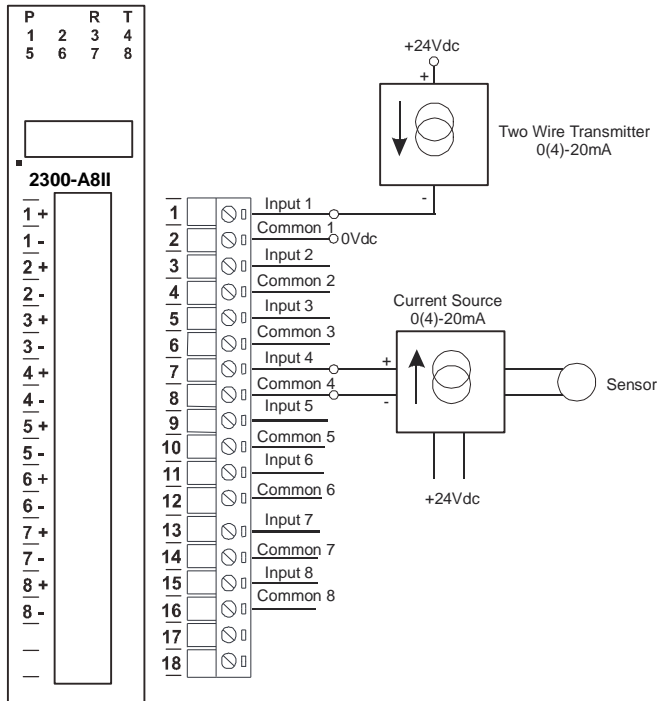 P R T
1 2 3 4
5 6 7 8
2300-A8II
1 +
1 -
2 +
2 -
3 +
3 -
4 +
4 -
5 +
5 -
6 +
6 -
7 +
7 -
8 +
8 -
1 Input 1
2 Common 1 0Vdc
3 Input 2
4 Common 2
5 Input 3
6 Common 3
7 Input 4
8 Common 4
9 Input 5
10 Common 5
11 Input 6
12 Common 6
13 Input 7
14 Common 7
15 Input 8
16 Common 8
17
18
+24Vdc
+
-
Two Wire Transmitter
0(4)-20mA
Current Source
0(4)-20mA
+
-
Sensor
+24Vdc